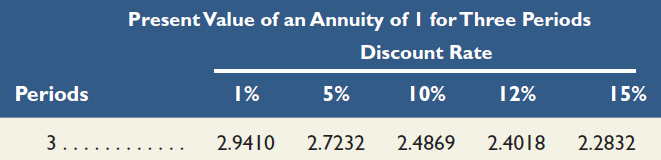 Present Value of an Annuity of 1 for Three Periods
Discount Rate
Periods 1% 5% 10% 12% 15%
3 . . . . . . . . . . . . 2.9410 2.7232 2.4869 2.4018 2.2832